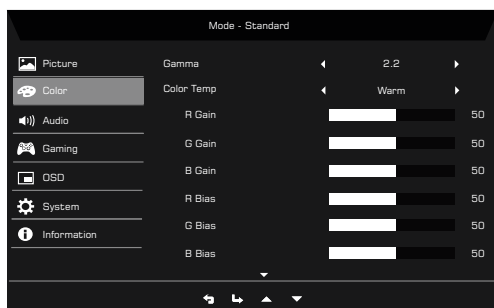 Mode - Standard
Picture
Color
Audio
Gaming
OSD
System
Information
Gamma 2.2
Color Temp Warm
R Gain 50
G Gain 50
B Gain 50
R Bias 50
G Bias 50
B Bias 50